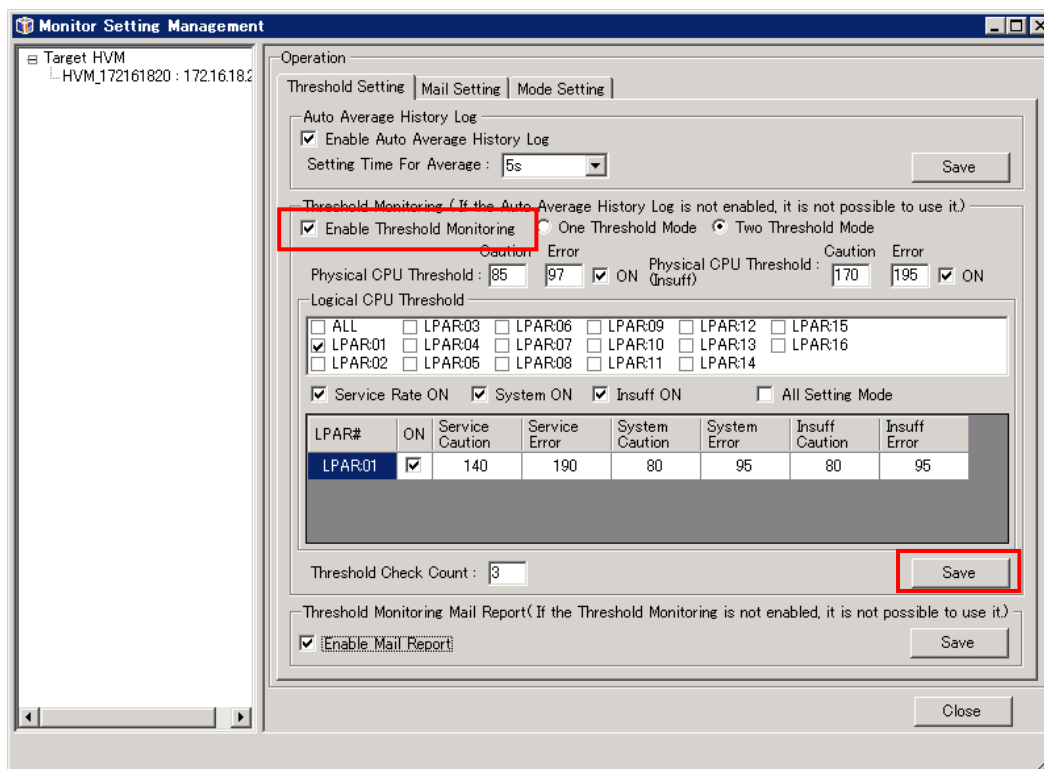 Monitor Setting Management
Target HVM
HVM_172161820 : 172.16.18.2
Operation
Threshold Setting Mail Setting Mode Setting
Auto Average History Log
Enable Auto Average History Log
Setting Time For Average : 5s Save
Threshold Monitoring ( If the Auto Average History Log is not enabled, it is not possible to use it.)
Enable Threshold Monitoring One Threshold Mode Two Threshold Mode
Caution Error Caution Error
Physical CPU Threshold : 85 97 ON Physical CPU Threshold : 170 195 ON
(Insuff)
Logical CPU Threshold
ALL LPAR:03 LPAR:06 LPAR:09 LPAR:12 LPAR:15
LPAR:01 LPAR:04 LPAR:07 LPAR:10 LPAR:13 LPAR:16
LPAR:02 LPAR:05 LPAR:08 LPAR:11 LPAR:14
Service Rate ON System ON Insuff ON All Setting Mode
LPAR# ON Service Caution Service Error System Caution System Error Insuff Caution Insuff Error
LPAR:01 140 190 80 95 80 95
Threshold Check Count : 3 Save
Threshold Monitoring Mail Report( If the Threshold Monitoring is not enabled, it is not possible to use it.)
Enable Mail Report Save
Close